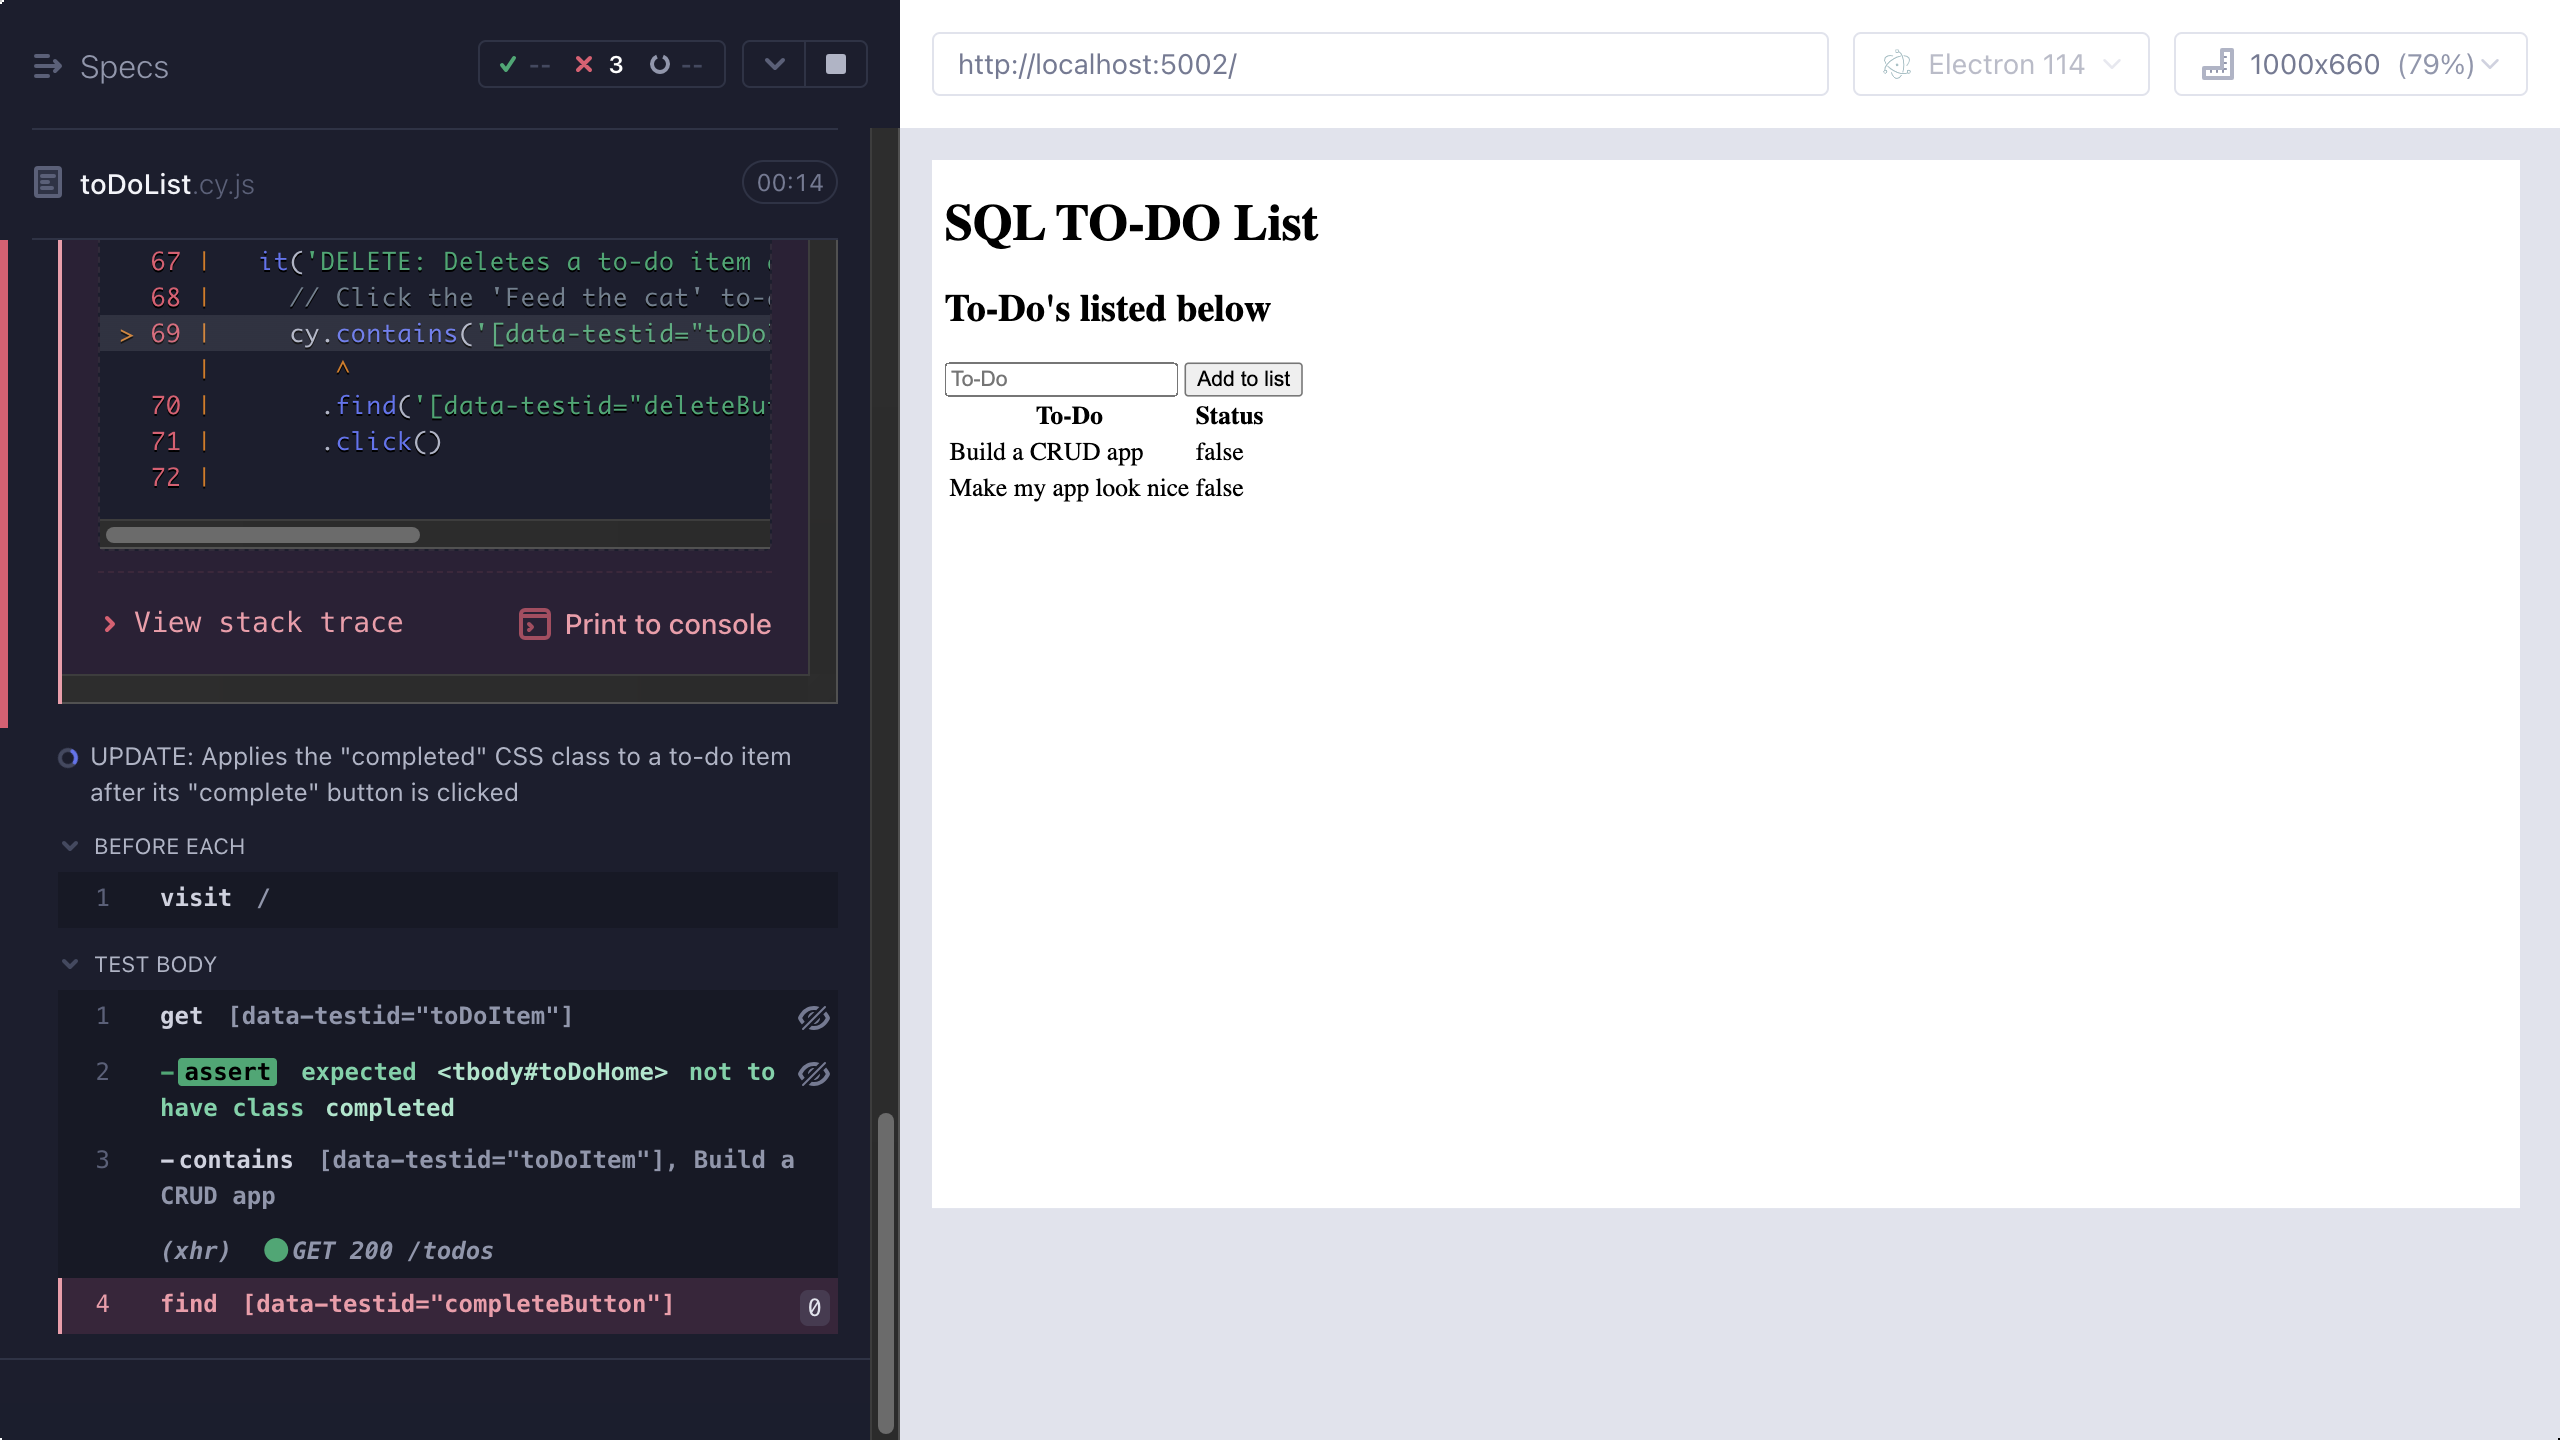 Specs
-- 3 --
toDoList.cy.js
00:14
67 | it('DELETE: Deletes a to-do item
68 | // Click the 'Feed the cat' to-
> 69 | cy.contains('[data-testid="toDo
| ^
70 | .find('[data-testid="deleteBu
71 | .click()
72 |
View stack trace
Print to console
UPDATE: Applies the "completed" CSS class to a to-do item
after its "complete" button is clicked
BEFORE EACH
1 visit /
TEST BODY
1 get [data-testid="toDoItem"]
2 -assert expected <tbody#toDoHome> not to
have class completed
3 -contains [data-testid="toDoItem"], Build a
CRUD app
(xhr) GET 200 /todos
4 find [data-testid="completeButton"] 0
http://localhost:5002/
Electron 114
1000x660 (79%)
SQL TO-DO List
To-Do's listed below
To-Do
Add to list
To-Do Status
Build a CRUD app false
Make my app look nice false